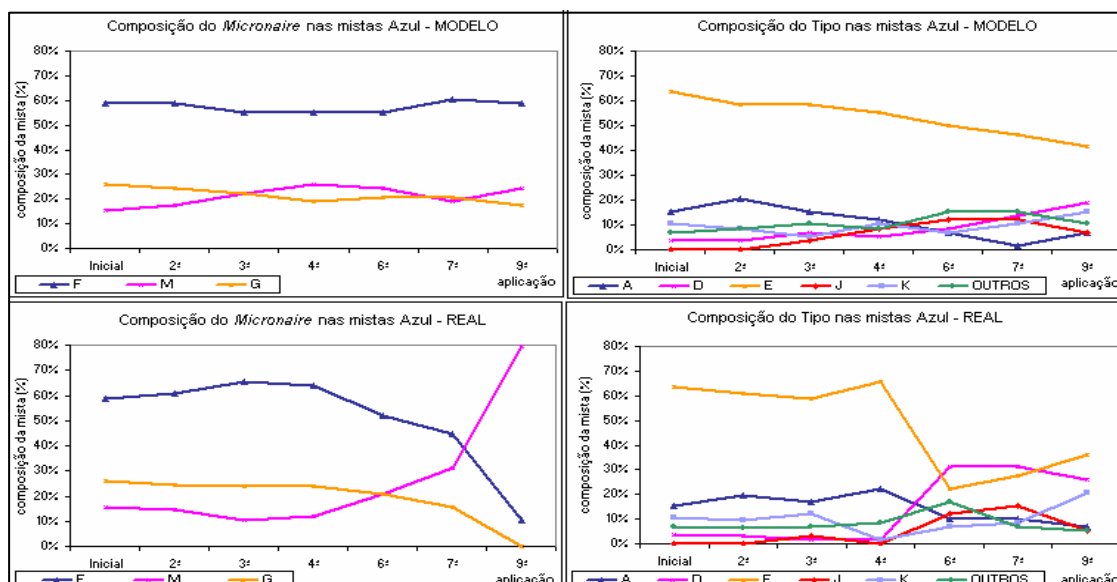 Composição do Micronaire nas mistas Azul - MODELO
composição da mista (%)
80%
70%
60%
50%
40%
30%
20%
10%
0%
Inicial 2ª 3ª 4ª 6ª 7ª 9ª
aplicação
F M G
Composição do Tipo nas mistas Azul - MODELO
composição da mista (%)
80%
70%
60%
50%
40%
30%
20%
10%
0%
Inicial 2ª 3ª 4ª 6ª 7ª 9ª
aplicação
A D E J K OUTROS
Composição do Micronaire nas mistas Azul - REAL
composição da mista (%)
80%
70%
60%
50%
40%
30%
20%
10%
0%
Inicial 2ª 3ª 4ª 6ª 7ª 9ª
aplicação
F M G
Composição do Tipo nas mistas Azul - REAL
composição da mista (%)
80%
70%
60%
50%
40%
30%
20%
10%
0%
Inicial 2ª 3ª 4ª 6ª 7ª 9ª
aplicação
A D E J K OUTROS